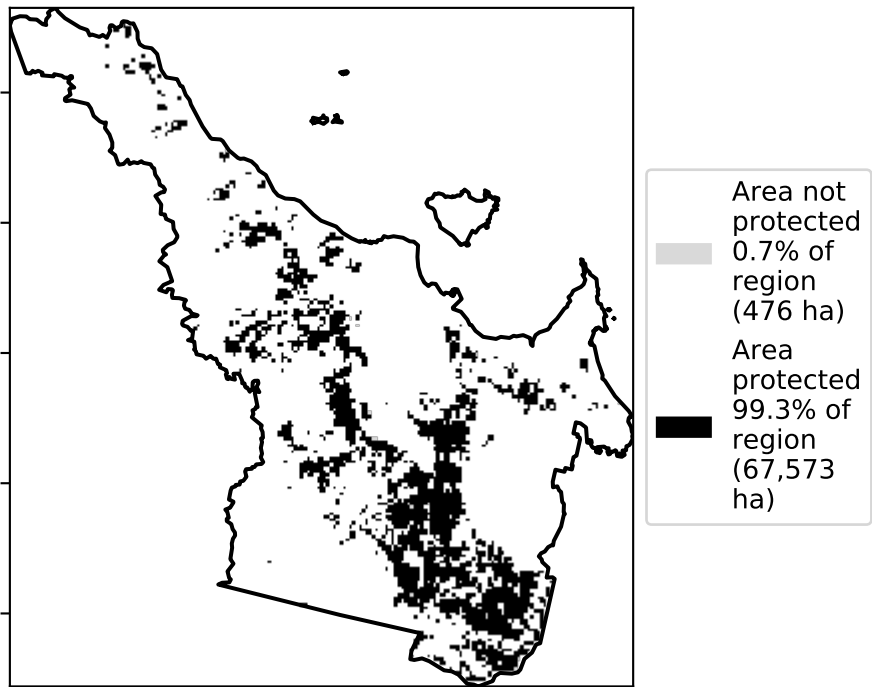 Area not
protected
0.7% of
region
(476 ha)
Area
protected
99.3% of
region
(67,573
ha)